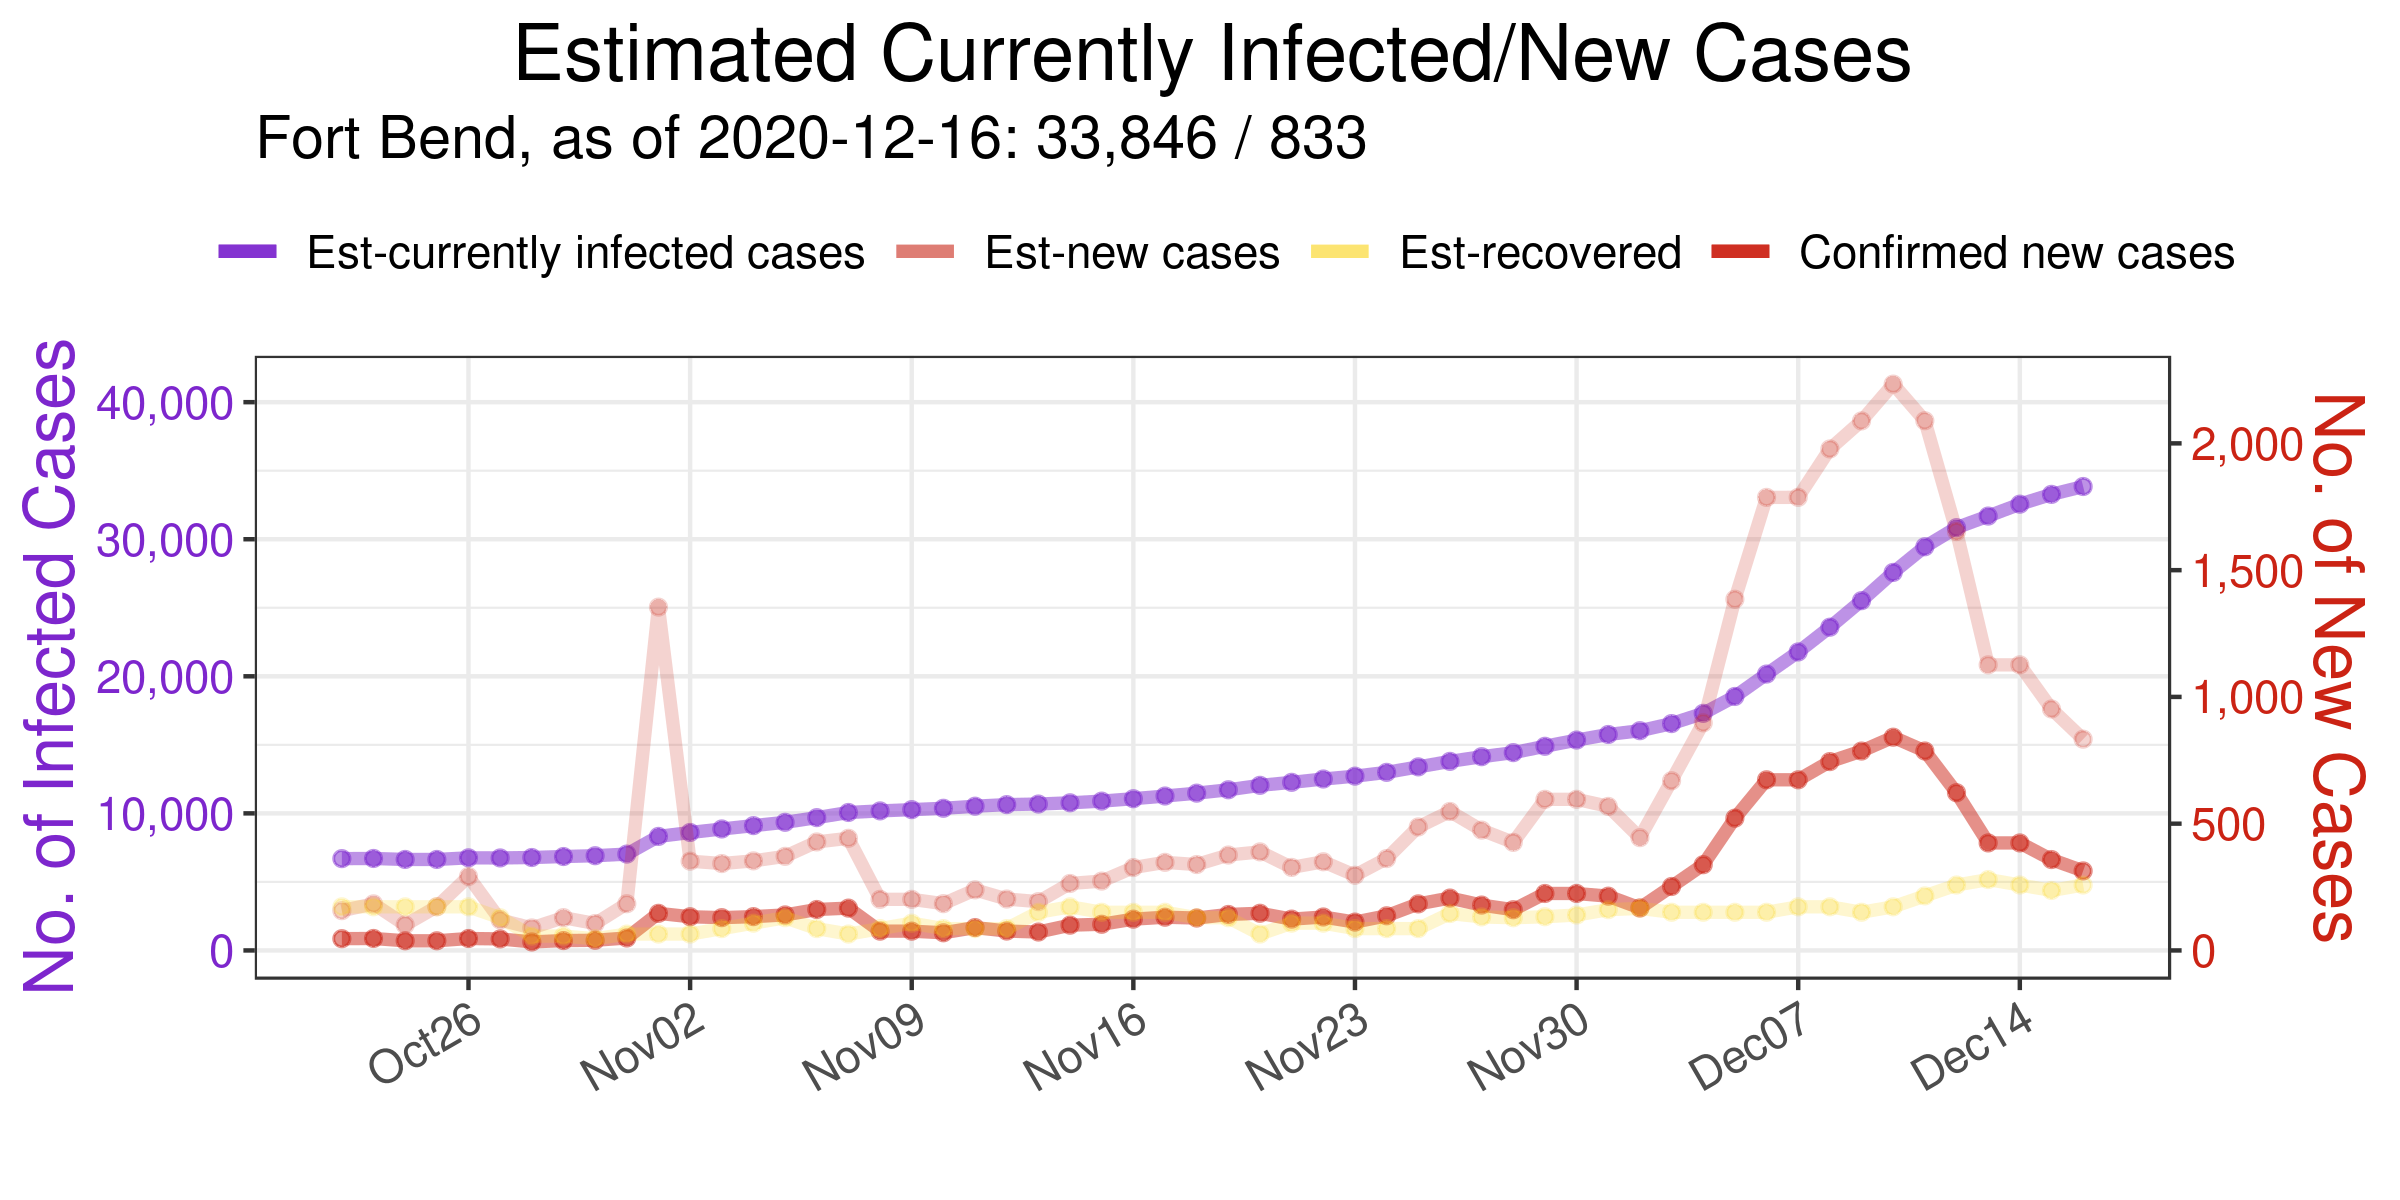 Estimated Currently Infected/New Cases
Fort Bend, as of 2020-12-16: 33,846 / 833
Est-currently infected cases Est-new cases Est-recovered Confirmed new cases
No. of Infected Cases
40,000
30,000
20,000
10,000
0
No. of New Cases
2,000
1,500
1,000
500
0
Oct26 Nov02 Nov09 Nov16 Nov23 Nov30 Dec07 Dec14